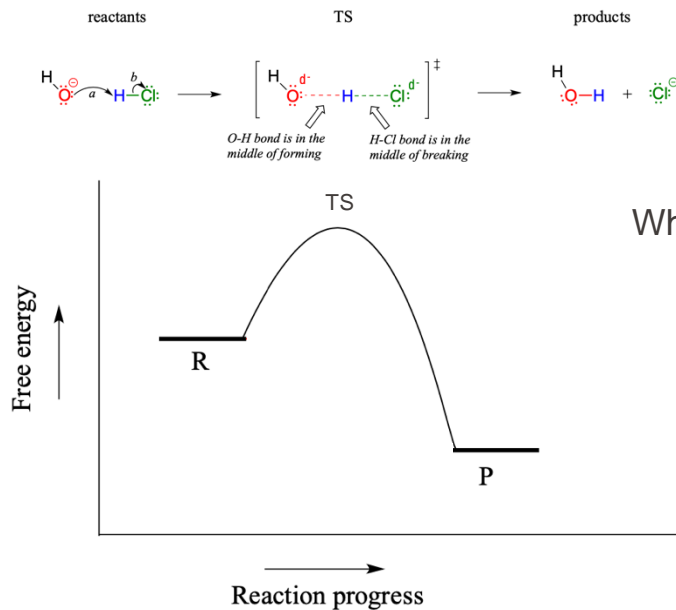 reactants TS products
H O: ⊖ a H b Cl: H O d- H Cl: d- ‡ H O H + :Cl: ⊖
O-H bond is in the middle of forming
H-Cl bond is in the middle of breaking
TS
Wh
R
P
Free energy
Reaction progress